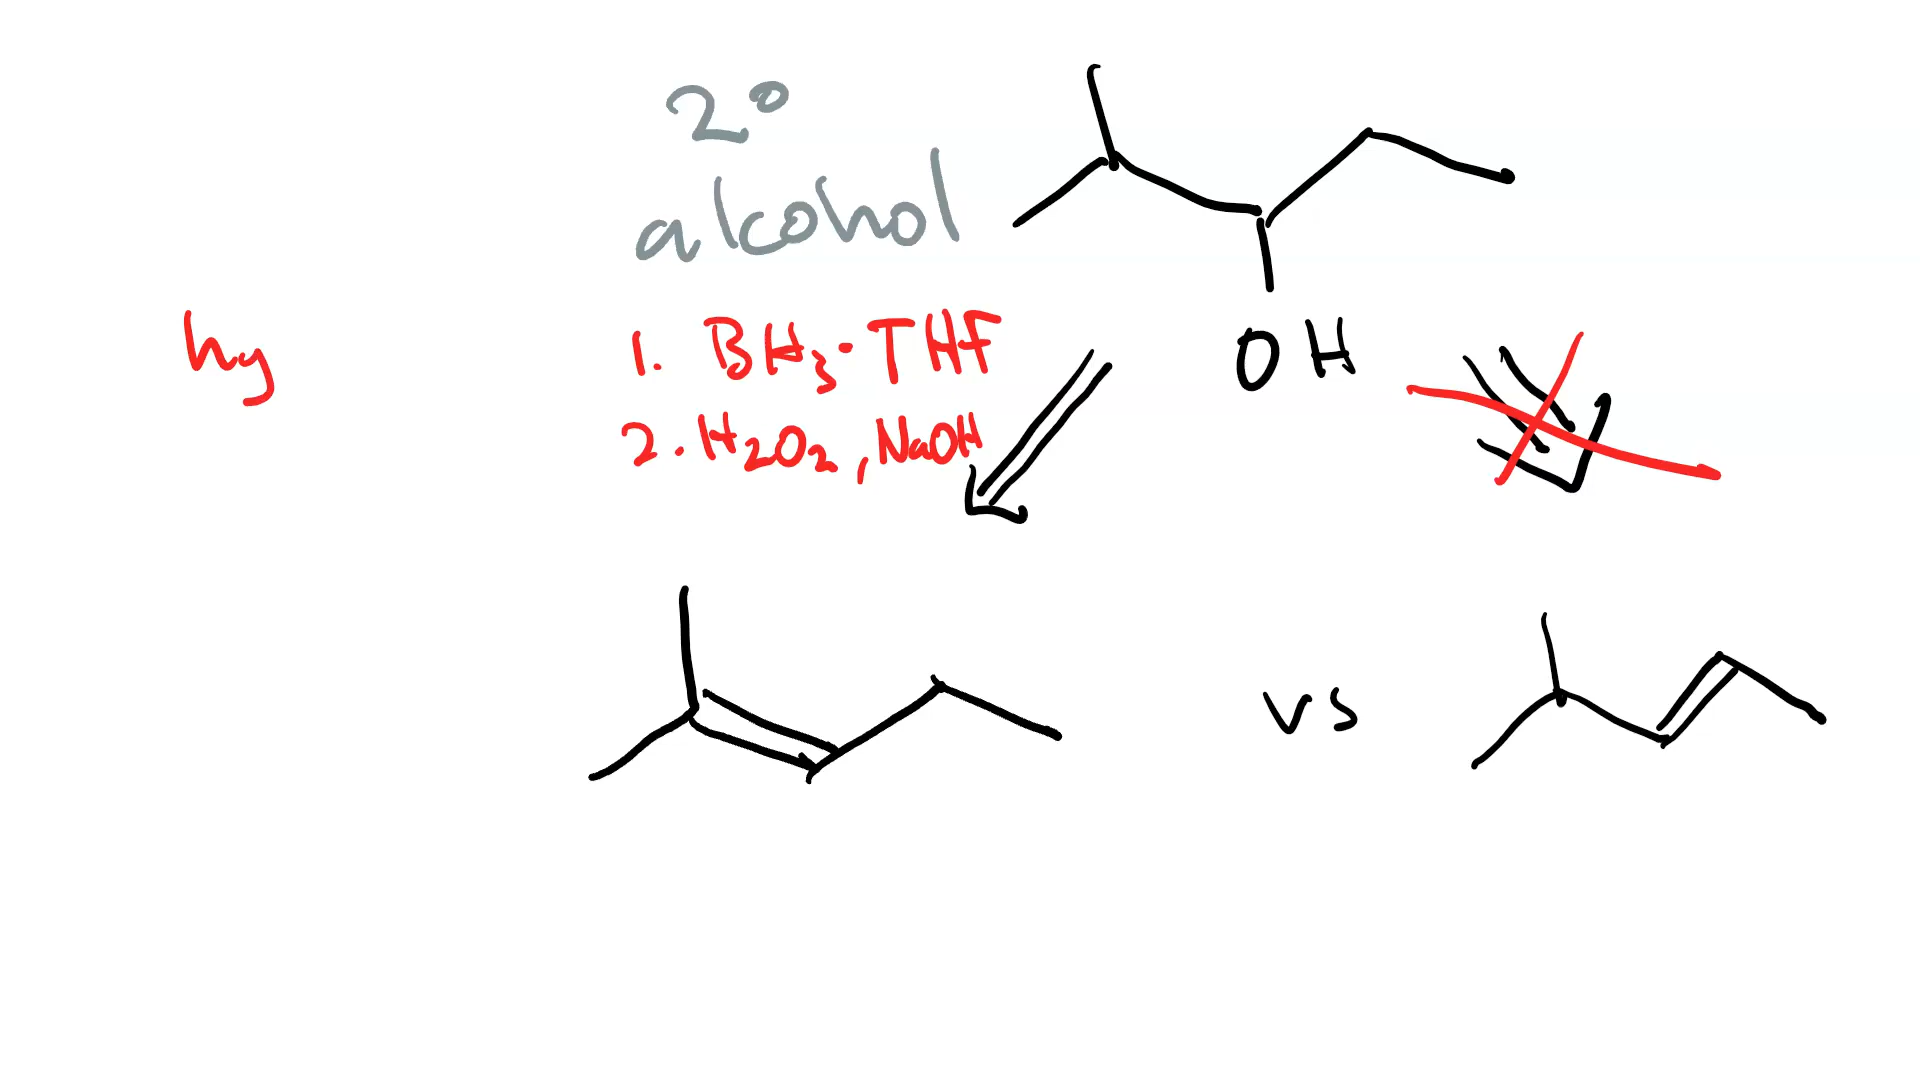 2°
alcohol
hy
1. BH₃·THF
2. H₂O₂, NaOH
OH
vs